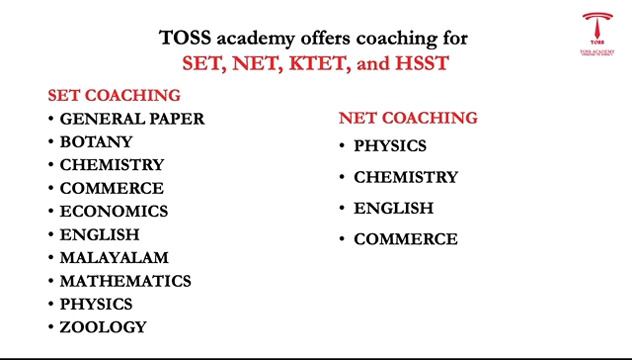 TOSS academy offers coaching for
SET, NET, KTET, and HSST
TOSS
TOSS ACADEMY
SET COACHING
• GENERAL PAPER
• BOTANY
• CHEMISTRY
• COMMERCE
• ECONOMICS
• ENGLISH
• MALAYALAM
• MATHEMATICS
• PHYSICS
• ZOOLOGY
NET COACHING
• PHYSICS
• CHEMISTRY
• ENGLISH
• COMMERCE